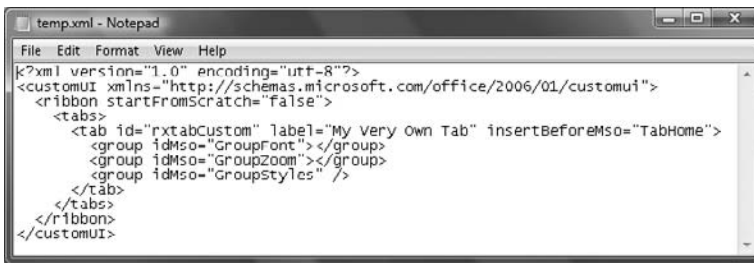 temp.xml - Notepad
File Edit Format View Help
<?xml version="1.0" encoding="utf-8"?>
<customUI xmlns="http://schemas.microsoft.com/office/2006/01/customui">
<ribbon startFromScratch="false">
<tabs>
<tab id="rxtabCustom" label="My Very Own Tab" insertBeforeMso="TabHome">
<group idMso="GroupFont"></group>
<group idMso="GroupZoom"></group>
<group idMso="GroupStyles" />
</tab>
</tabs>
</ribbon>
</customUI>